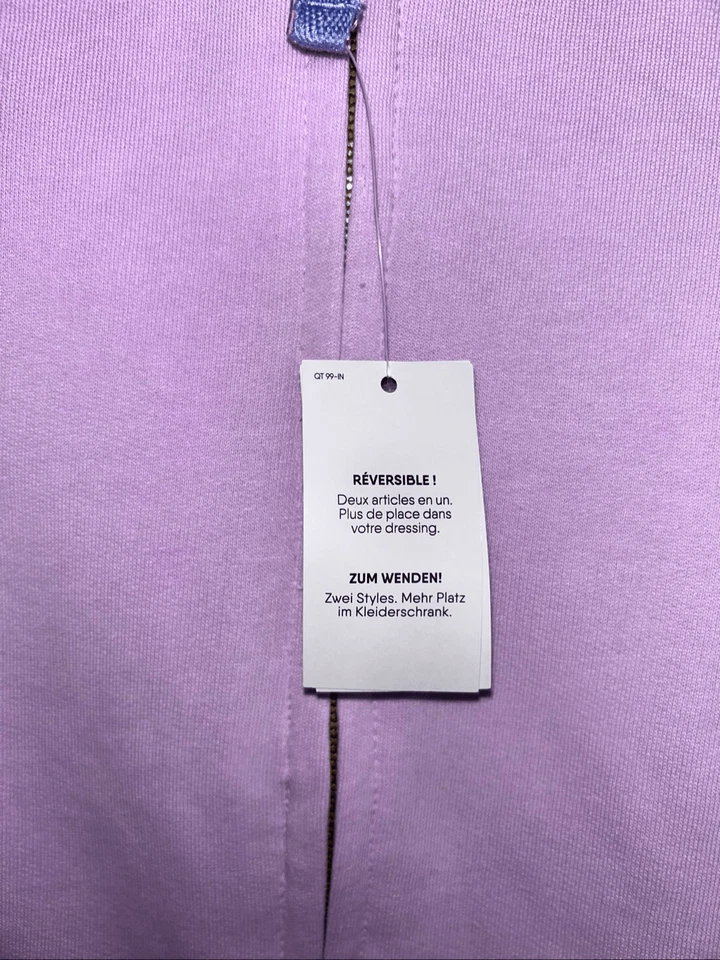 QT 99-IN
RÉVERSIBLE !
Deux articles en un.
Plus de place dans
votre dressing.
ZUM WENDEN!
Zwei Styles. Mehr Platz
im Kleiderschrank.